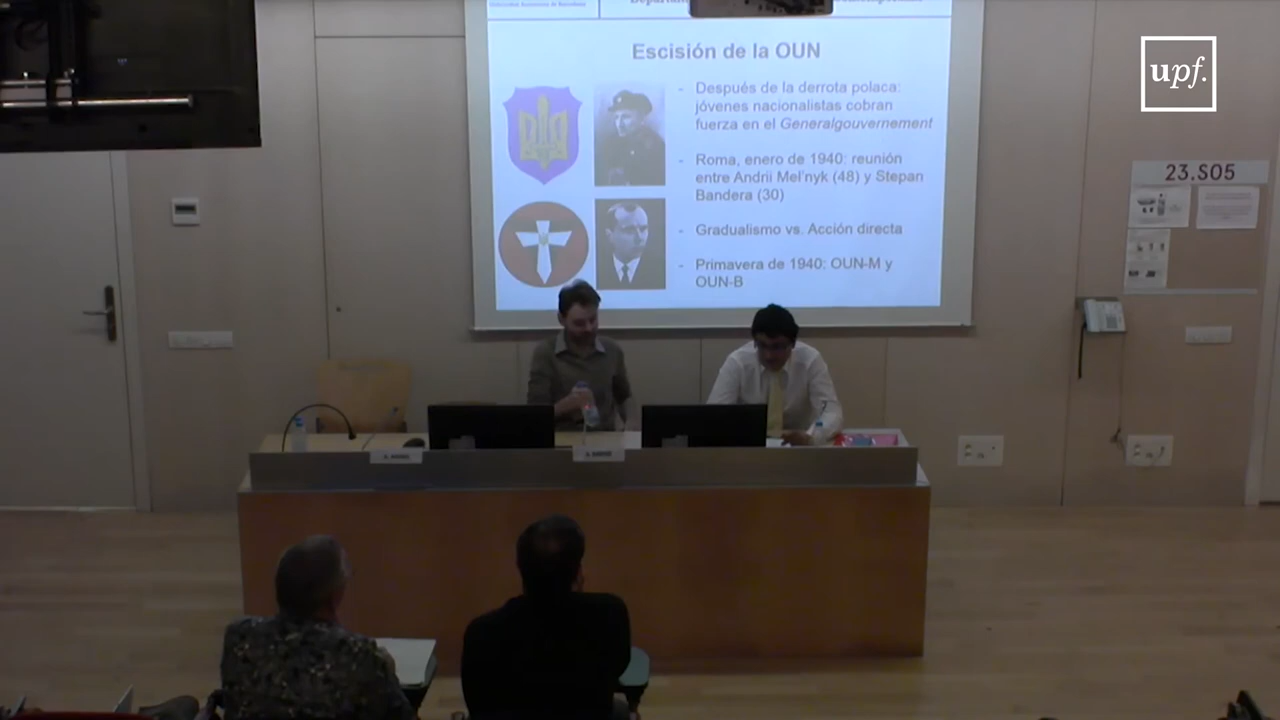 upf.
Escisión de la OUN
- Después de la derrota polaca:
jóvenes nacionalistas cobran
fuerza en el Generalgouvernement
- Roma, enero de 1940: reunión
entre Andrii Mel'nyk (48) y Stepan
Bandera (30)
- Gradualismo vs. Acción directa
- Primavera de 1940: OUN-M y
OUN-B
23.S05